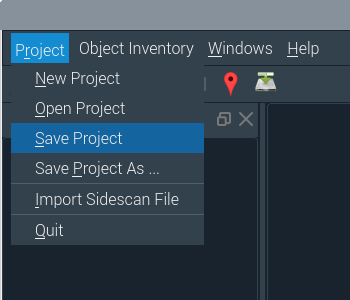 Project Object Inventory Windows Help
New Project
Open Project
Save Project
Save Project As ...
Import Sidescan File
Quit